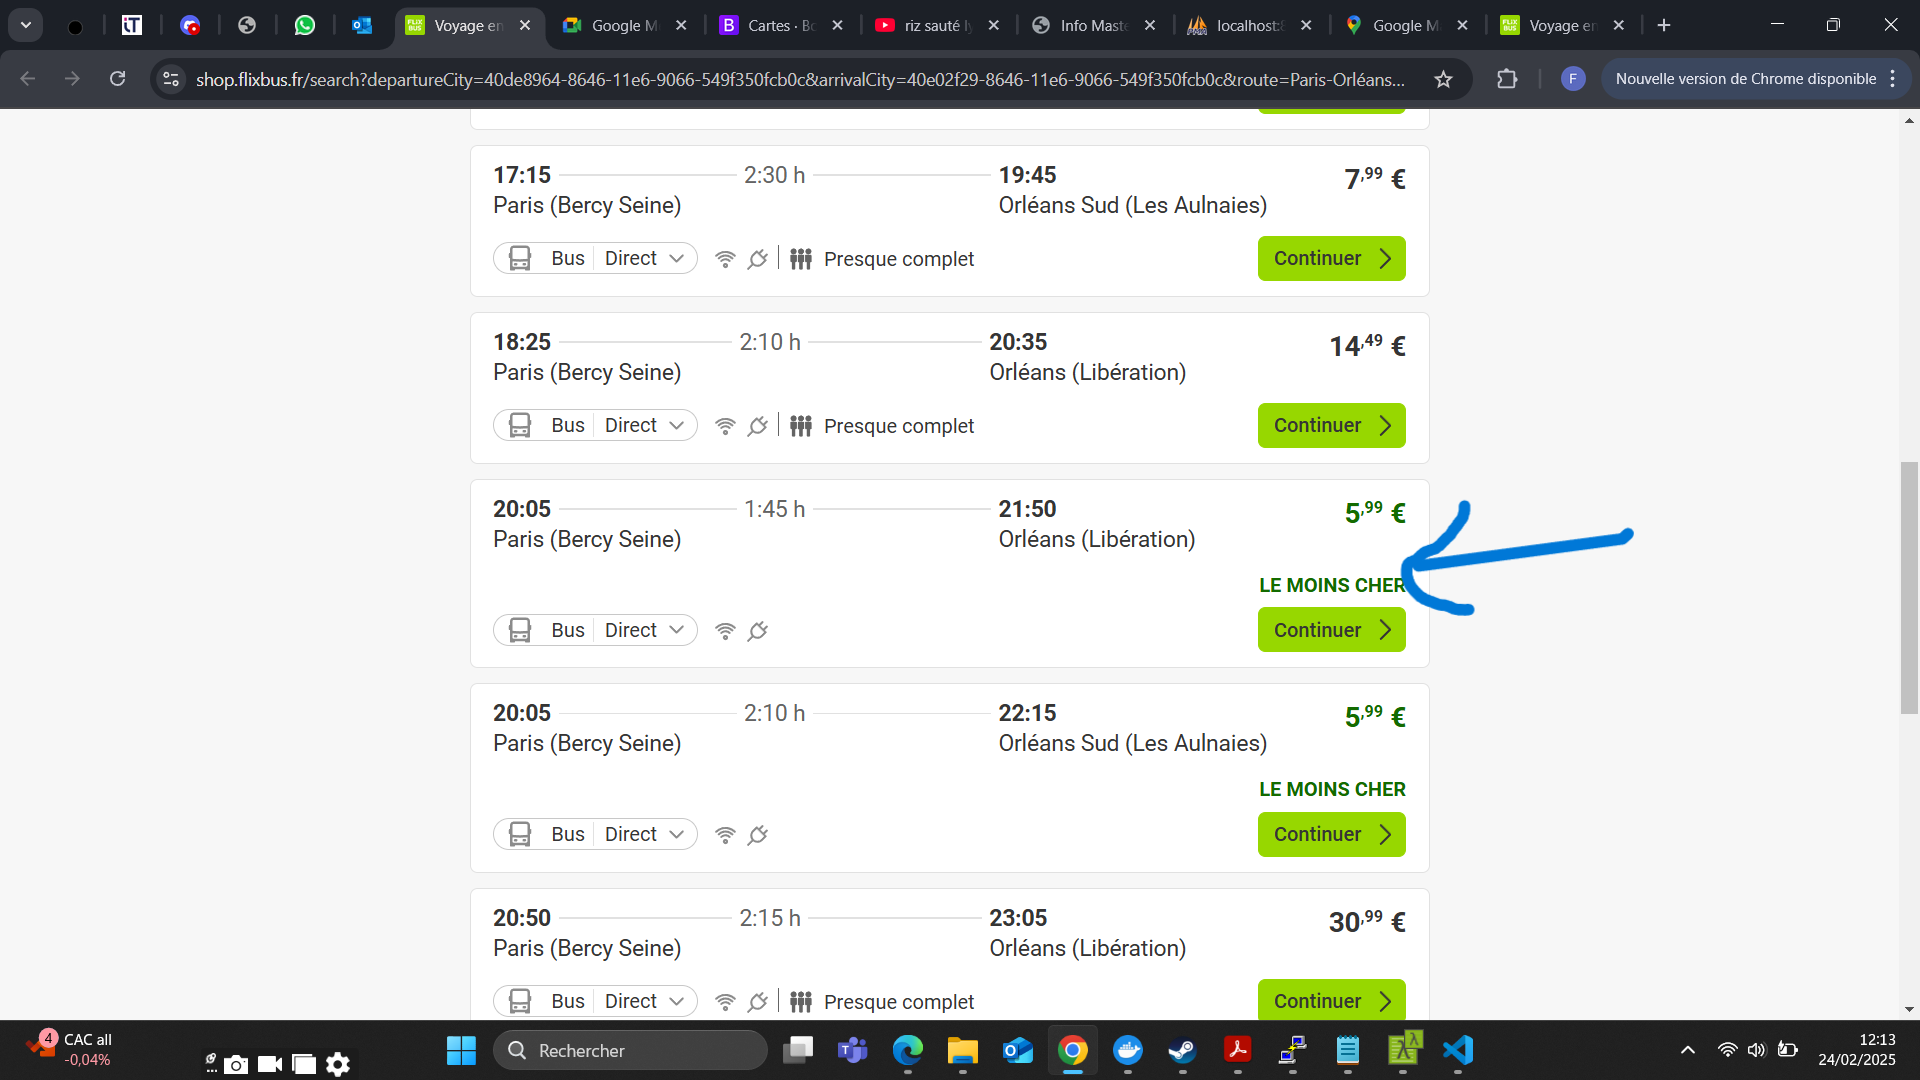 Voyage en
Google M
Cartes · Bo
riz sauté ly
Info Maste
localhost:8
Google M
Voyage en
shop.flixbus.fr/search?departureCity=40de8964-8646-11e6-9066-549f350fcb0c&arrivalCity=40e02f29-8646-11e6-9066-549f350fcb0c&route=Paris-Orléans...
F
Nouvelle version de Chrome disponible
17:15 2:30 h 19:45 7,99 €
Paris (Bercy Seine) Orléans Sud (Les Aulnaies)
Bus Direct Presque complet Continuer
18:25 2:10 h 20:35 14,49 €
Paris (Bercy Seine) Orléans (Libération)
Bus Direct Presque complet Continuer
20:05 1:45 h 21:50 5,99 €
Paris (Bercy Seine) Orléans (Libération)
LE MOINS CHER
Bus Direct Continuer
20:05 2:10 h 22:15 5,99 €
Paris (Bercy Seine) Orléans Sud (Les Aulnaies)
LE MOINS CHER
Bus Direct Continuer
20:50 2:15 h 23:05 30,99 €
Paris (Bercy Seine) Orléans (Libération)
Bus Direct Presque complet Continuer
4 CAC all
-0,04%
Rechercher
12:13
24/02/2025